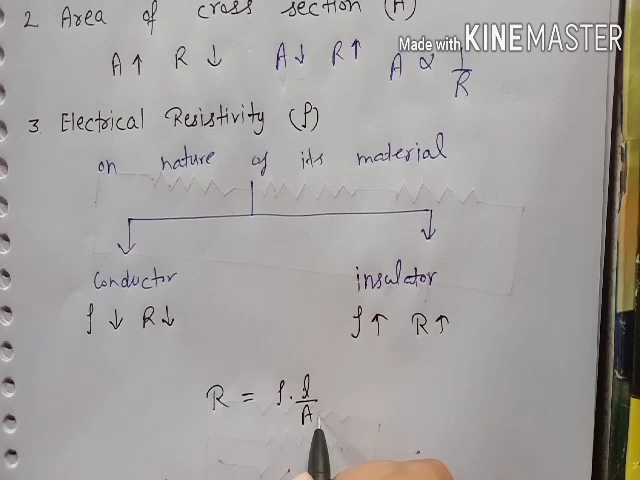 2. Area of cross section (A)
Made with KINEMASTER
A ↑ R ↓ A ↓ R ↑ A ∝ 1/R
3. Electrical Resistivity (ρ)
on nature of its material
Conductor insulator
ρ ↓ R ↓ ρ ↑ R ↑
R = ρ · l/A